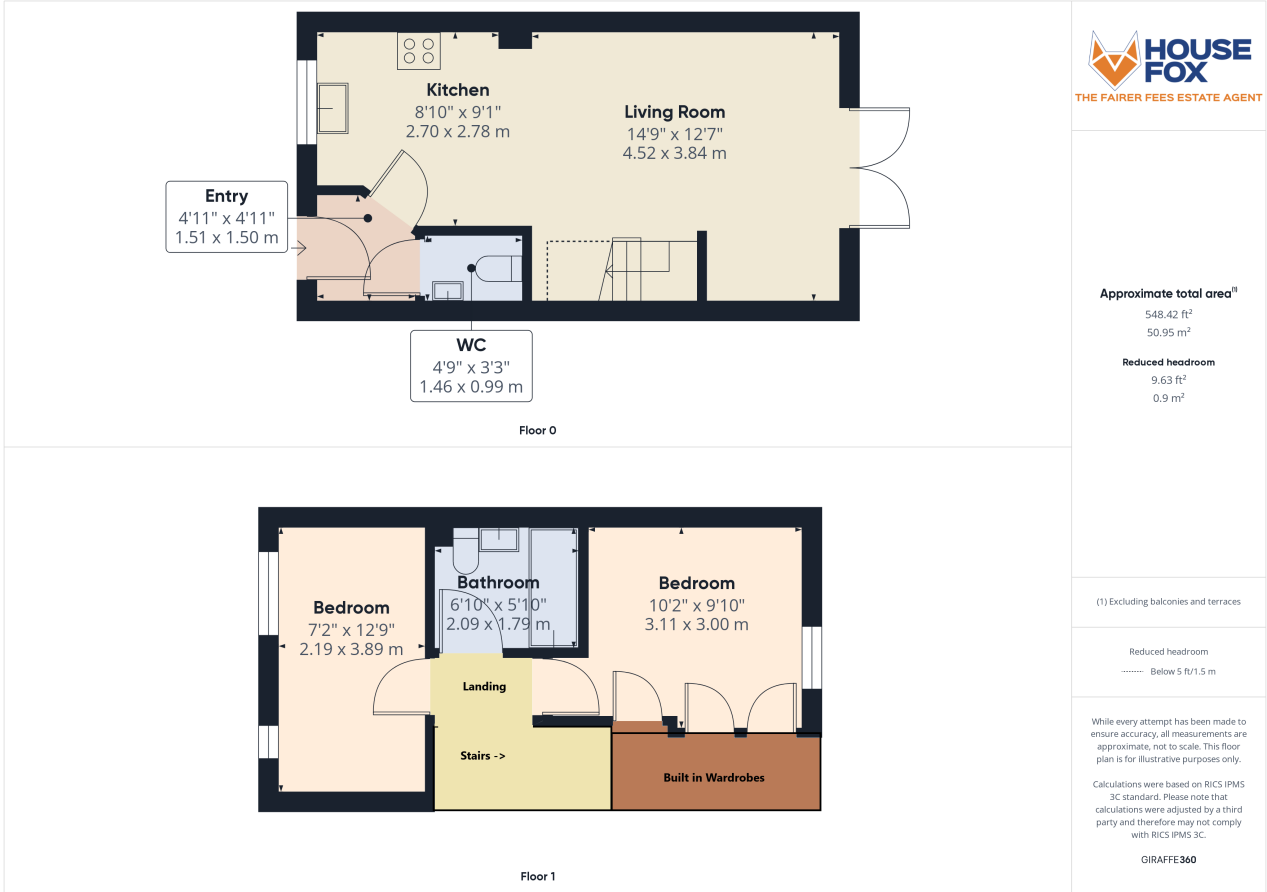 Kitchen
8'10" x 9'1"
2.70 x 2.78 m
Living Room
14'9" x 12'7"
4.52 x 3.84 m
Entry
4'11" x 4'11"
1.51 x 1.50 m
WC
4'9" x 3'3"
1.46 x 0.99 m
Floor 0
Bedroom
7'2" x 12'9"
2.19 x 3.89 m
Bathroom
6'10" x 5'10"
2.09 x 1.79 m
Bedroom
10'2" x 9'10"
3.11 x 3.00 m
Landing
Stairs ->
Built in Wardrobes
Floor 1
HOUSE
FOX
THE FAIRER FEES ESTATE AGENT
Approximate total area(1)
548.42 ft²
50.95 m²
Reduced headroom
9.63 ft²
0.9 m²
(1) Excluding balconies and terraces
Reduced headroom
Below 5 ft/1.5 m
While every attempt has been made to
ensure accuracy, all measurements are
approximate, not to scale. This floor
plan is for illustrative purposes only.
Calculations were based on RICS IPMS
3C standard. Please note that
calculations were adjusted by a third
party and therefore may not comply
with RICS IPMS 3C.
GIRAFFE360